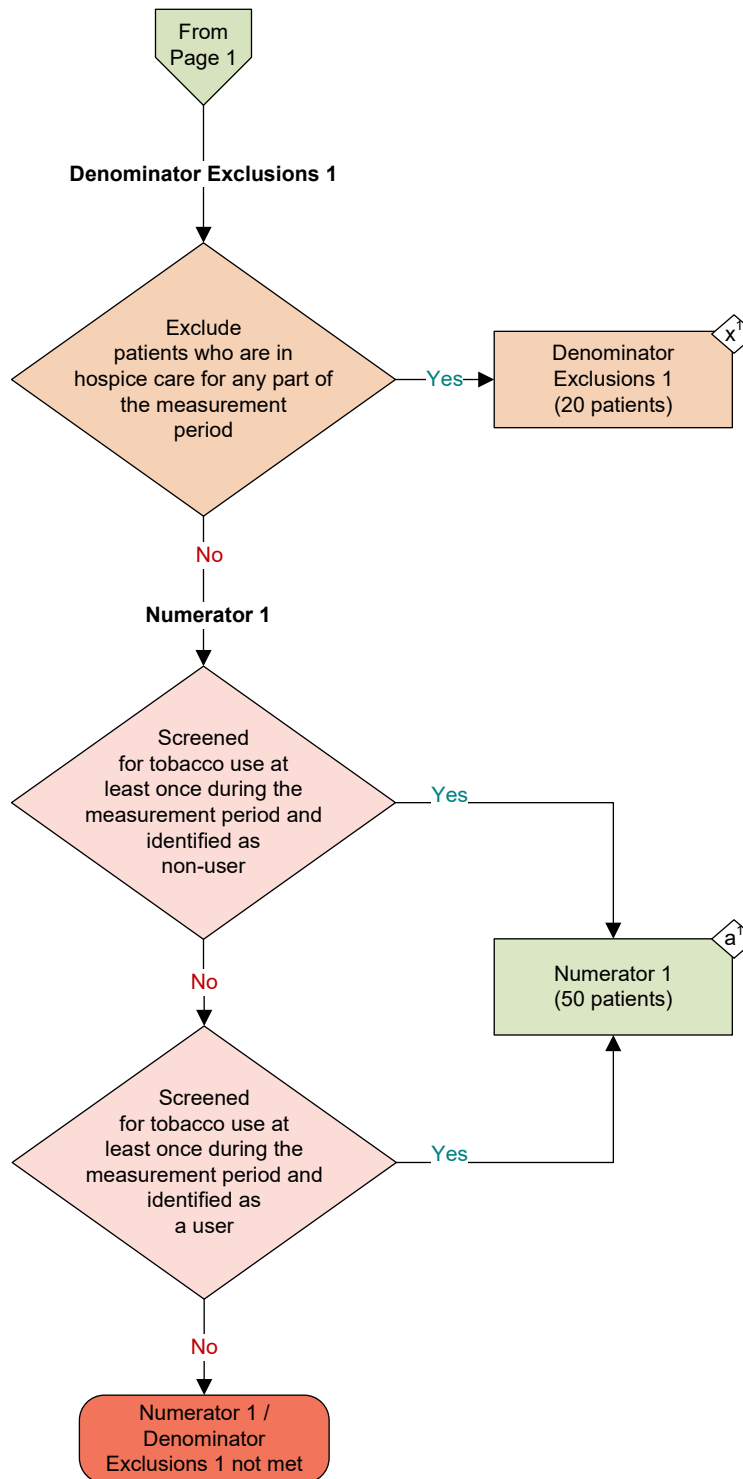 From
Page 1
Denominator Exclusions 1
Exclude
patients who are in
hospice care for any part of
the measurement
period
Yes
x¹
Denominator
Exclusions 1
(20 patients)
No
Numerator 1
Screened
for tobacco use at
least once during the
measurement period and
identified as
non-user
Yes
a¹
Numerator 1
(50 patients)
No
Screened
for tobacco use at
least once during the
measurement period and
identified as
a user
Yes
No
Numerator 1 /
Denominator
Exclusions 1 not met